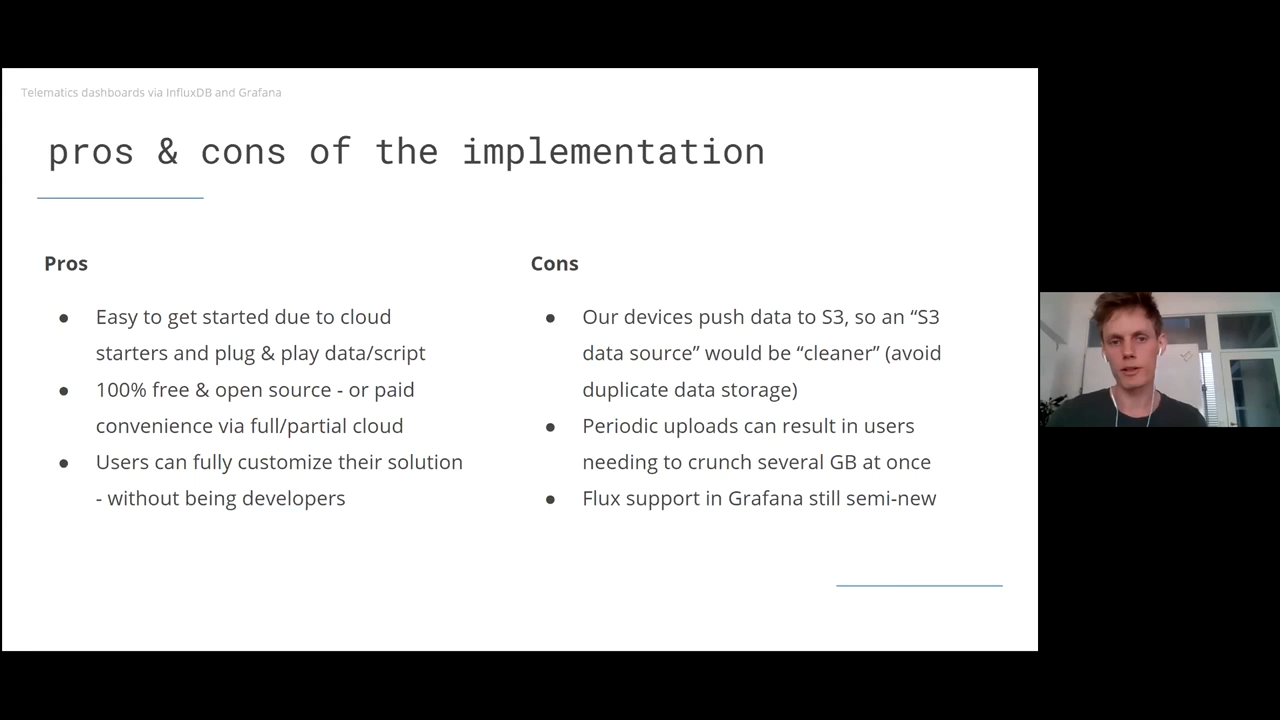 Telematics dashboards via InfluxDB and Grafana
pros & cons of the implementation
Pros
● Easy to get started due to cloud
starters and plug & play data/script
● 100% free & open source - or paid
convenience via full/partial cloud
● Users can fully customize their solution
- without being developers
Cons
● Our devices push data to S3, so an “S3
data source” would be “cleaner” (avoid
duplicate data storage)
● Periodic uploads can result in users
needing to crunch several GB at once
● Flux support in Grafana still semi-new